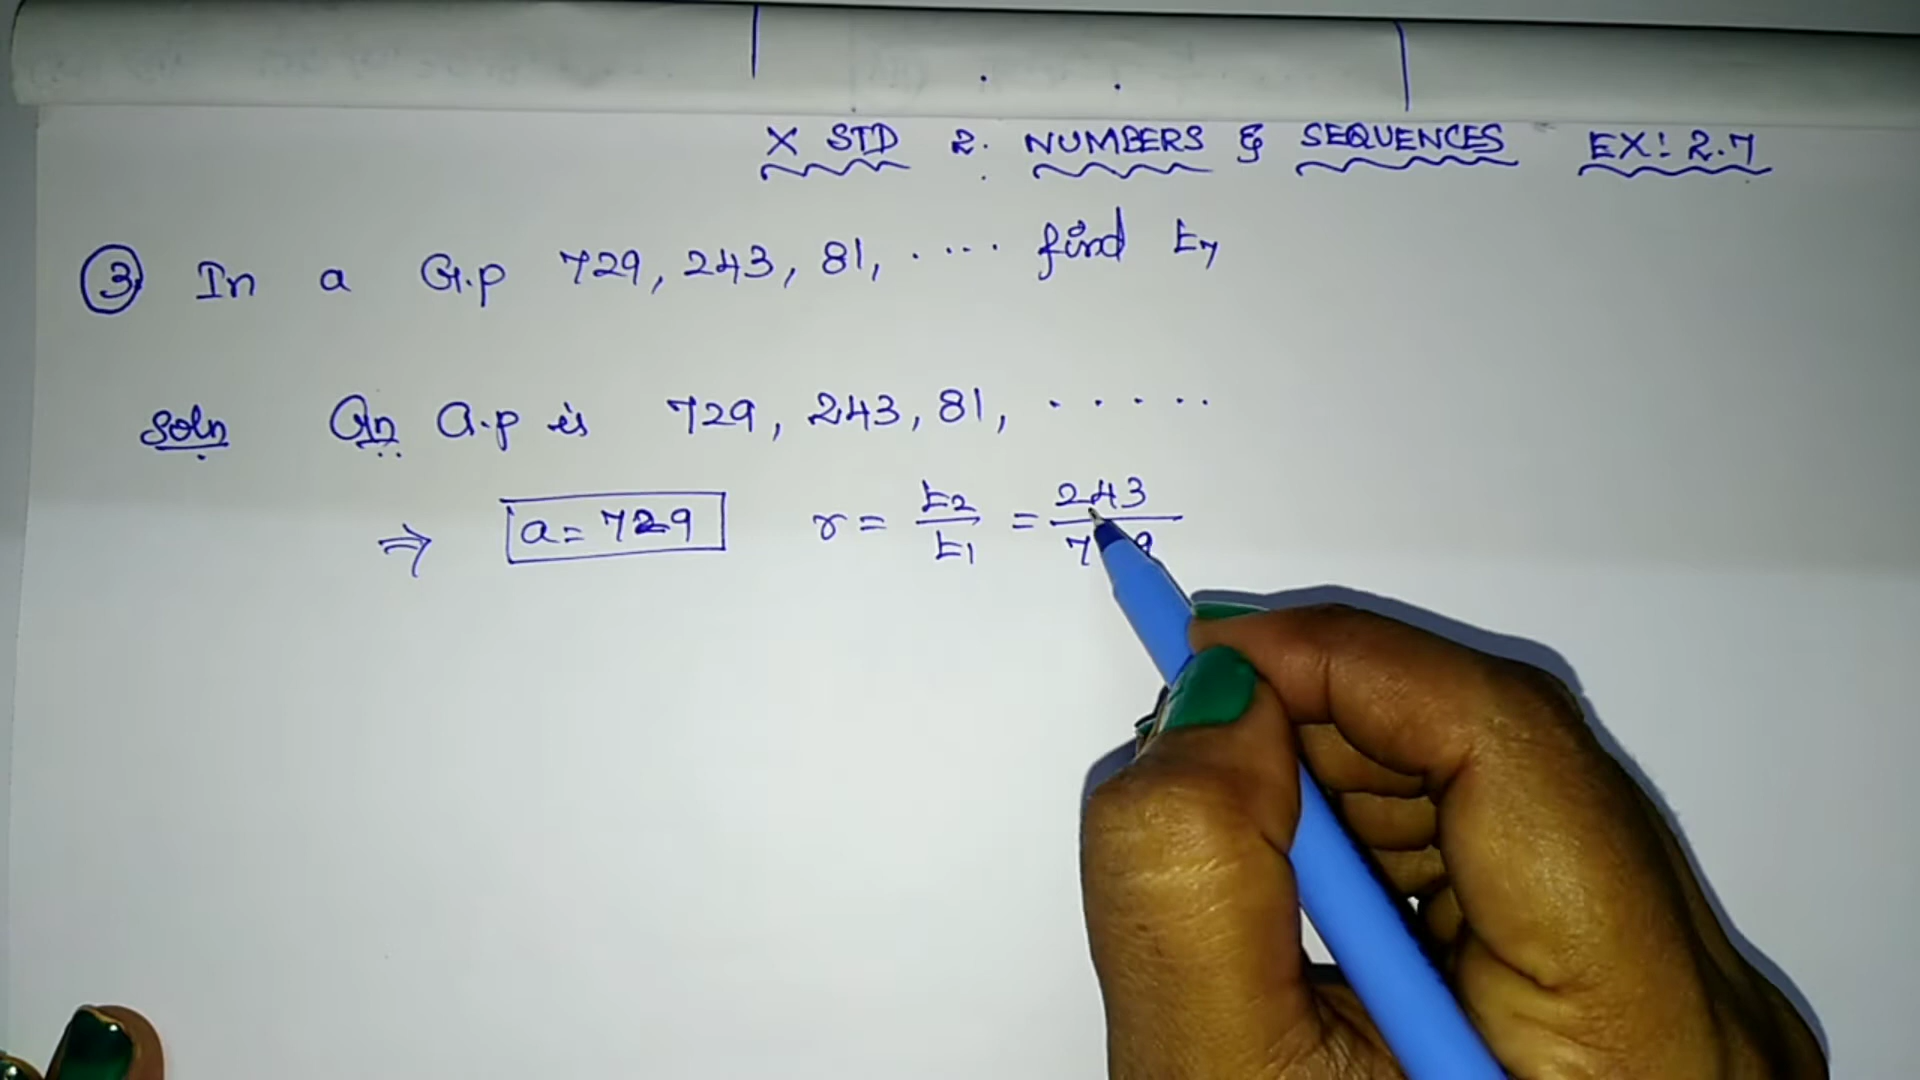 X STD 2. NUMBERS & SEQUENCES EX: 2.7
③ In a G.P 729, 243, 81, ..... find t₇
Soln Gn G.P is 729, 243, 81, ......
⇒ a = 729 r = t₂/t₁ = 243/729